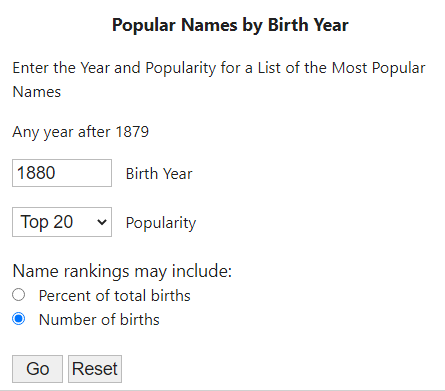 Popular Names by Birth Year
Enter the Year and Popularity for a List of the Most Popular
Names
Any year after 1879
1880 Birth Year
Top 20 Popularity
Name rankings may include:
Percent of total births
Number of births
Go Reset